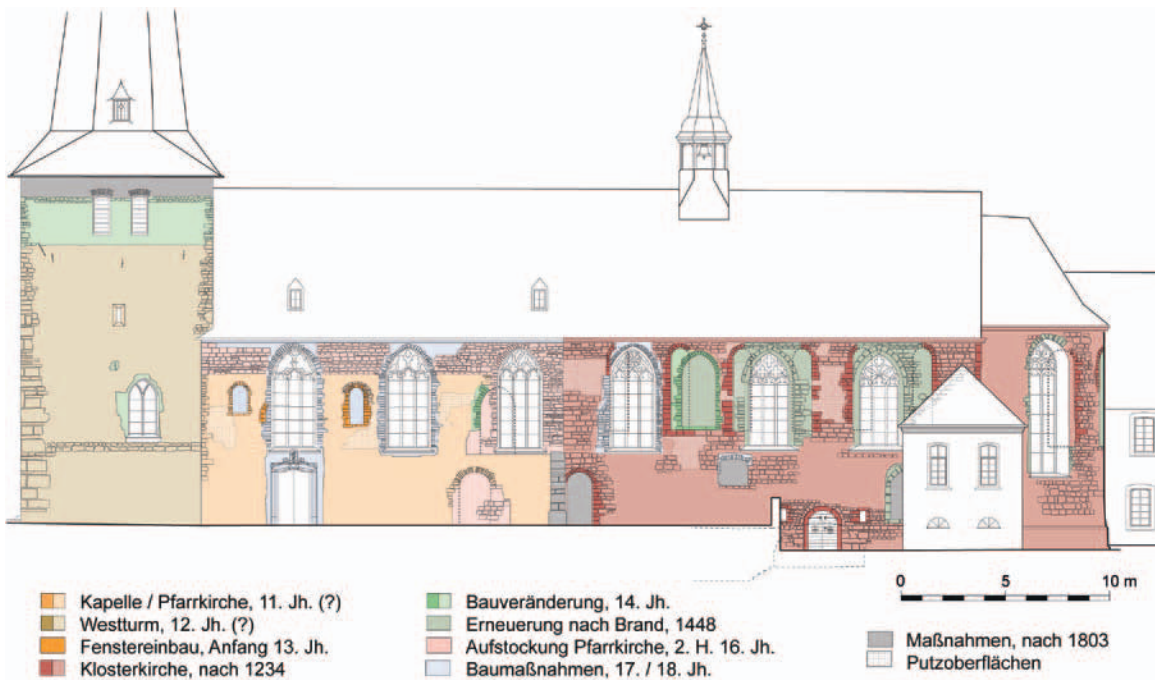 Kapelle / Pfarrkirche, 11. Jh. (?)
Westturm, 12. Jh. (?)
Fenstereinbau, Anfang 13. Jh.
Klosterkirche, nach 1234
Bauveränderung, 14. Jh.
Erneuerung nach Brand, 1448
Aufstockung Pfarrkirche, 2. H. 16. Jh.
Baumaßnahmen, 17. / 18. Jh.
0 5 10 m
Maßnahmen, nach 1803
Putzoberflächen